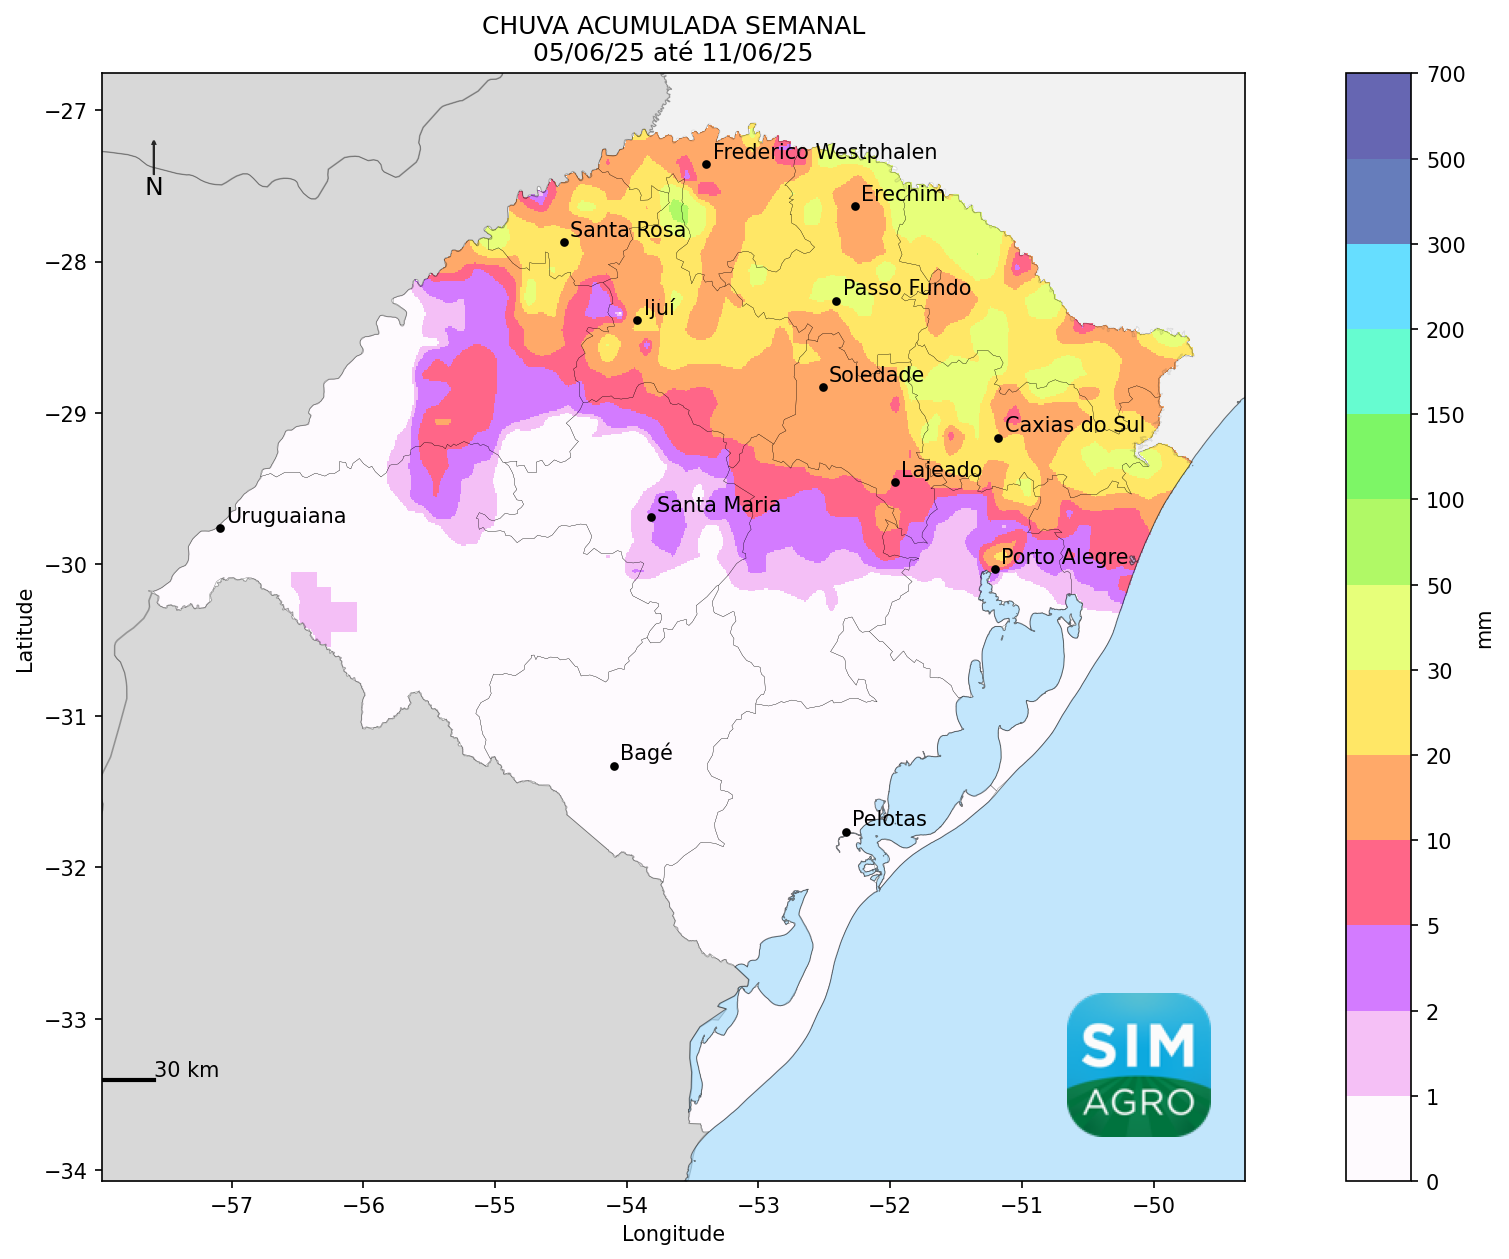 CHUVA ACUMULADA SEMANAL
05/06/25 até 11/06/25
−27
−28
−29
−30
−31
−32
−33
−34
Latitude
N
Frederico Westphalen
Erechim
Santa Rosa
Passo Fundo
Ijuí
Soledade
Caxias do Sul
Lajeado
Santa Maria
Uruguaiana
Porto Alegre
Bagé
Pelotas
30 km
SIM
AGRO
−57
−56
−55
−54
−53
−52
−51
−50
Longitude
700
500
300
200
150
100
50
30
20
10
5
2
1
0
mm